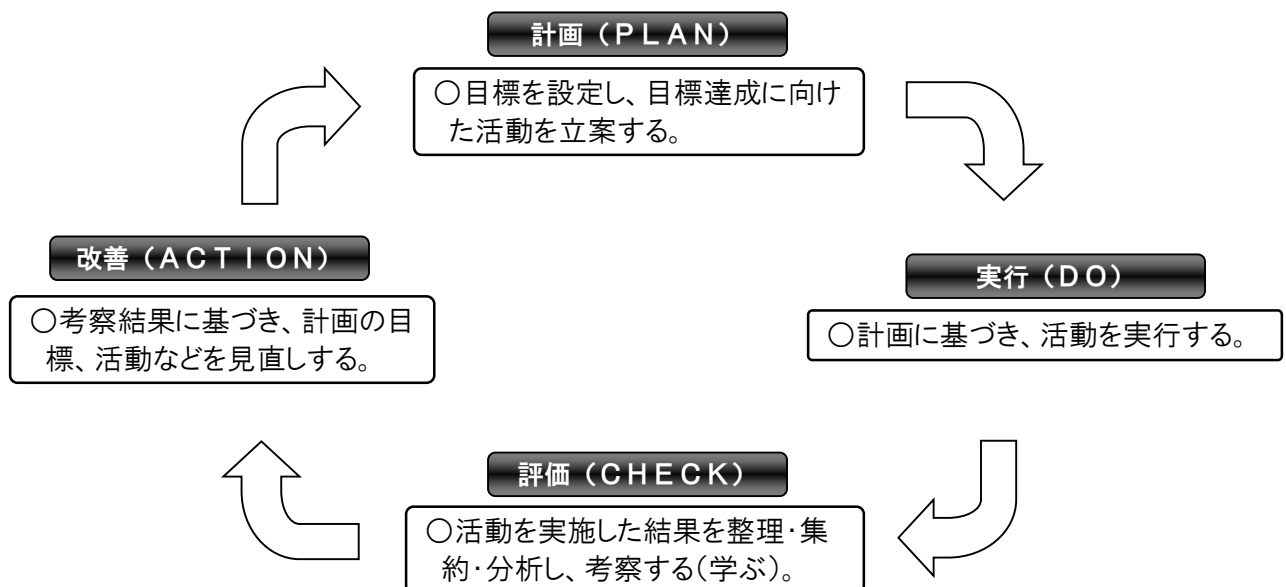 計画（ＰＬＡＮ）
○目標を設定し、目標達成に向け
た活動を立案する。
改善（ＡＣＴＩＯＮ）
○考察結果に基づき、計画の目
標、活動などを見直しする。
実行（ＤＯ）
○計画に基づき、活動を実行する。
評価（ＣＨＥＣＫ）
○活動を実施した結果を整理･集
約･分析し、考察する(学ぶ)。